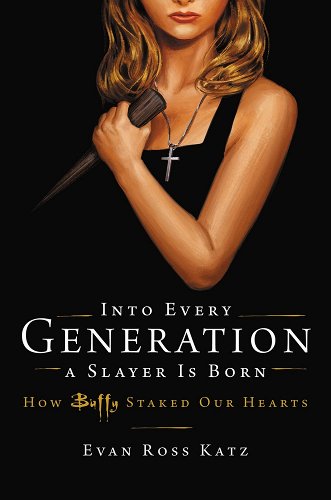 INTO EVERY
GENERATION
A SLAYER IS BORN
HOW Buffy STAKED OUR HEARTS
EVAN ROSS KATZ